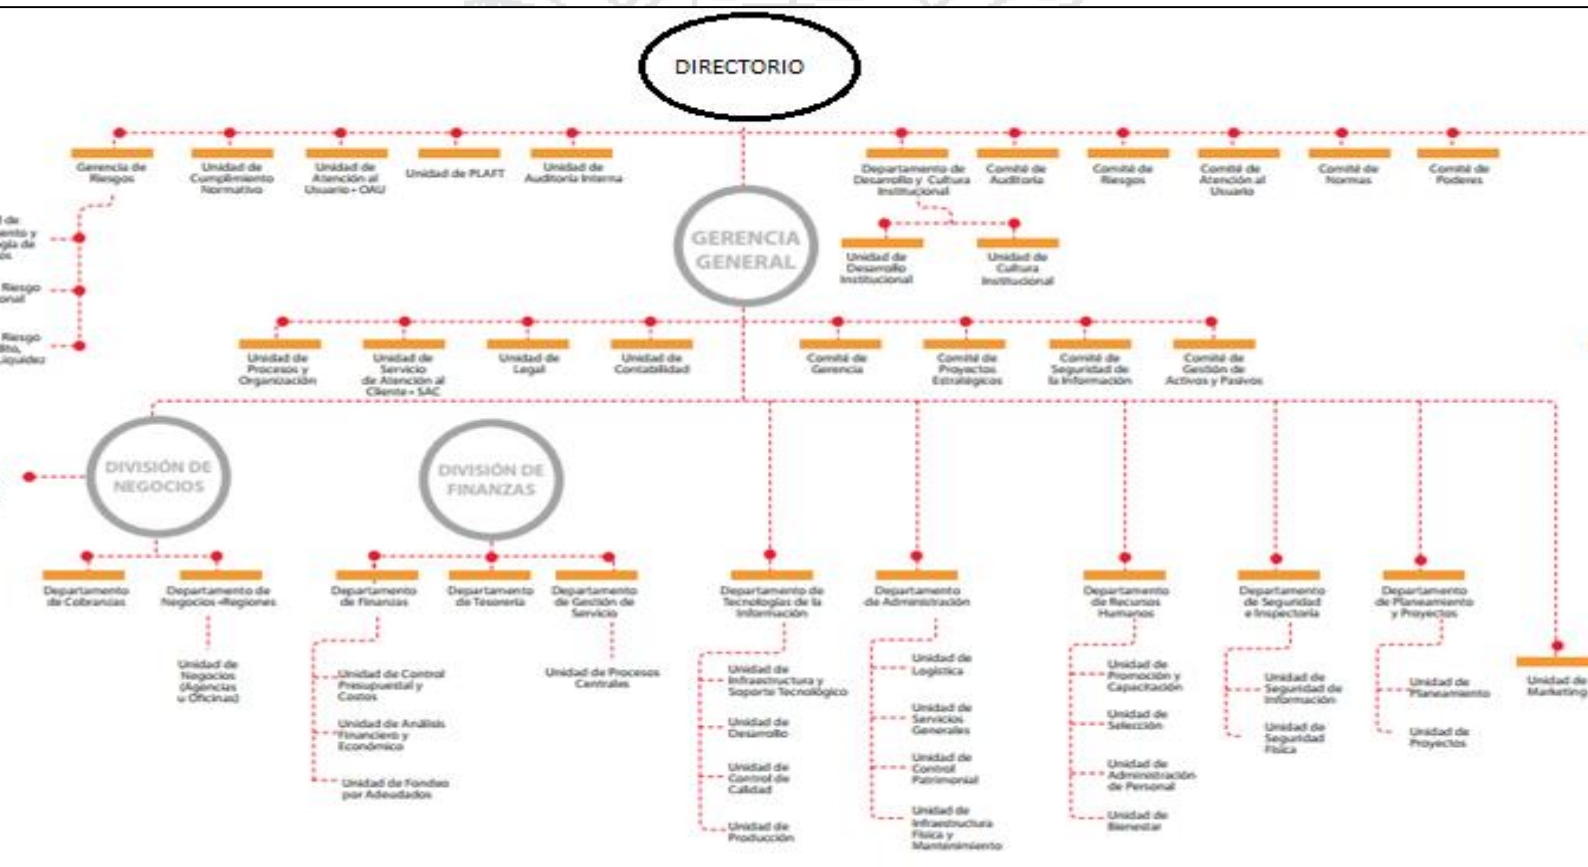 DIRECTORIO
Gerencia de
Riesgos
Unidad de
Cumplimiento
Normativo
Unidad de
Atención al
Usuario - OAU
Unidad de PLAFT
Unidad de
Auditoría Interna
Departamento de
Desarrollo y Cultura
Institucional
Comité de
Auditoría
Comité de
Riesgos
Comité de
Atención al
Usuario
Comité de
Normas
Comité de
Poderes
GERENCIA
GENERAL
Unidad de
Desarrollo
Institucional
Unidad de
Cultura
Institucional
de
Riesgo
Riesgo
Unidad de
Procesos y
Organización
Unidad de
Servicio
de Atención al
Cliente - SAC
Unidad de
Legal
Unidad de
Contabilidad
Comité de
Gerencia
Comité de
Proyectos
Estratégicos
Comité de
Seguridad de
la Información
Comité de
Gestión de
Activos y Pasivos
DIVISIÓN DE
NEGOCIOS
DIVISIÓN DE
FINANZAS
Departamento
de Cobranzas
Departamento de
Negocios -Regiones
Departamento
de Finanzas
Departamento
de Tesorería
Departamento
de Gestión de
Servicio
Departamento de
Tecnologías de la
Información
Departamento
de Administración
Departamento
de Recursos
Humanos
Departamento
de Seguridad
e Inspectoría
Departamento
de Planeamiento
y Proyectos
Unidad de
Marketing
Unidad de
Negocios
(Agencias
u Oficinas)
Unidad de Control
Presupuestal y
Costos
Unidad de Análisis
Financiero y
Económico
Unidad de Fondeo
por Adeudados
Unidad de Procesos
Centrales
Unidad de
Infraestructura y
Soporte Tecnológico
Unidad de
Desarrollo
Unidad de
Control de
Calidad
Unidad de
Producción
Unidad de
Logística
Unidad de
Servicios
Generales
Unidad de
Control
Patrimonial
Unidad de
Infraestructura
Física y
Mantenimiento
Unidad de
Promoción y
Capacitación
Unidad de
Selección
Unidad de
Administración
de Personal
Unidad de
Bienestar
Unidad de
Seguridad de
Información
Unidad de
Seguridad
Física
Unidad de
Planeamiento
Unidad de
Proyectos